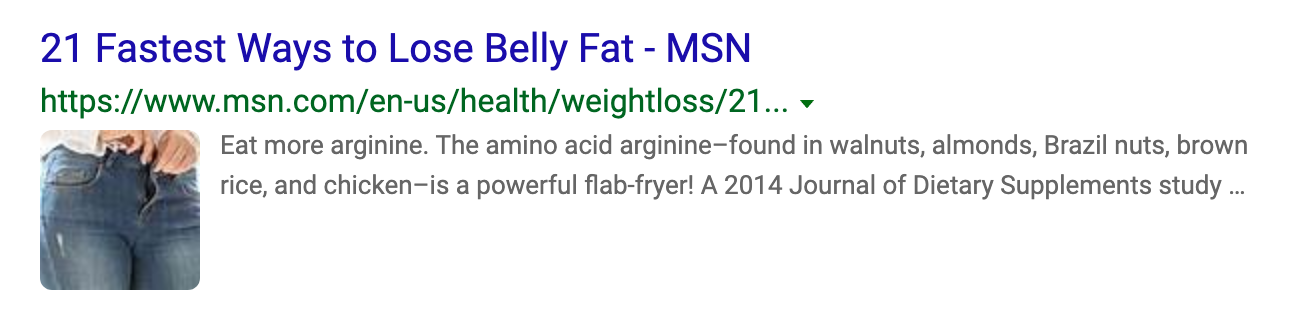 21 Fastest Ways to Lose Belly Fat - MSN
https://www.msn.com/en-us/health/weightloss/21...
Eat more arginine. The amino acid arginine–found in walnuts, almonds, Brazil nuts, brown
rice, and chicken–is a powerful flab-fryer! A 2014 Journal of Dietary Supplements study ...